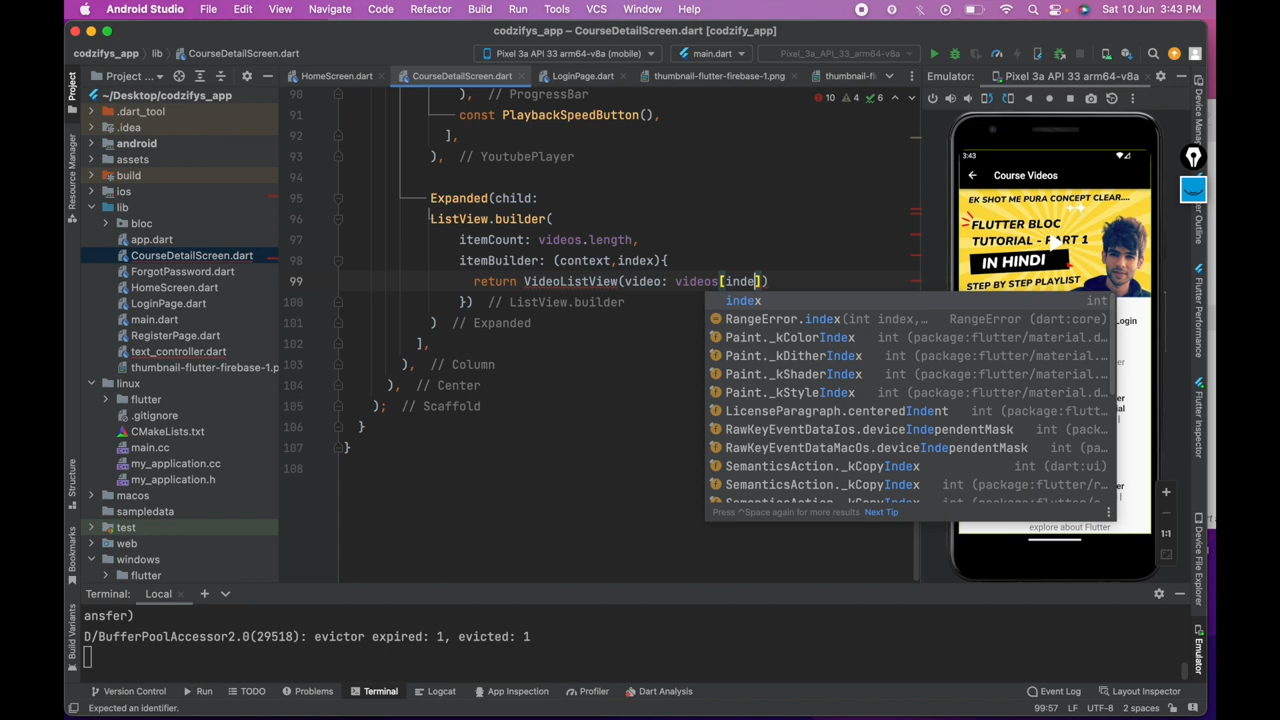 Android Studio File Edit View Navigate Code Refactor Build Run Tools VCS Window Help Sat 10 Jun 3:43 PM
codzifys_app – CourseDetailScreen.dart [codzify_app]
codzifys_app lib CourseDetailScreen.dart Pixel 3a API 33 arm64-v8a (mobile) main.dart Pixel_3a_API_33_arm64-v8a
Project Project ... HomeScreen.dart CourseDetailScreen.dart LoginPage.dart thumbnail-flutter-firebase-1.png thumbnail-fl Emulator: Pixel 3a API 33 arm64-v8a
~/Desktop/codzifys_app
.dart_tool
.idea
android
assets
build
ios
lib
bloc
app.dart
CourseDetailScreen.dart
ForgotPassword.dart
HomeScreen.dart
LoginPage.dart
main.dart
RegisterPage.dart
text_controller.dart
thumbnail-flutter-firebase-1.p
linux
flutter
.gitignore
CMakeLists.txt
main.cc
my_application.cc
my_application.h
macos
sampledata
test
web
windows
flutter
Resource Manager
Structure
Bookmarks
Build Variants
10 4 6
90 ), // ProgressBar
91 const PlaybackSpeedButton(),
92 ],
93 ), // YoutubePlayer
94
95 Expanded(child:
96 ListView.builder(
97 itemCount: videos.length,
98 itemBuilder: (context,index){
99 return VideoListView(video: videos[inde])
100 }) // ListView.builder
101 ) // Expanded
102 ],
103 ), // Column
104 ), // Center
105 ); // Scaffold
106 }
107 }
108
index int
RangeError.index(int index,… RangeError (dart:core)
Paint._kColorIndex int (package:flutter/material.d…
Paint._kDitherIndex int (package:flutter/material.…
Paint._kShaderIndex int (package:flutter/material.…
Paint._kStyleIndex int (package:flutter/material.d…
LicenseParagraph.centeredIndent int (package:flutt…
RawKeyEventDataIos.deviceIndependentMask int (pack…
RawKeyEventDataMacOs.deviceIndependentMask int (pa…
SemanticsAction._kCopyIndex int (dart:ui)
SemanticsAction._kCopyIndex int (package:flutter/r…
Press ^Space again for more results Next Tip
3:43
Course Videos
EK SHOT ME PURA CONCEPT CLEAR....
FLUTTER BLOC
TUTORIAL - PART 1
IN HINDI
STEP BY STEP PLAYLIST
Login
explore about Flutter
1:1
Device Manager
Flutter Outline
Flutter Performance
Flutter Inspector
Device File Explorer
Emulator
Terminal: Local
ansfer)
D/BufferPoolAccessor2.0(29518): evictor expired: 1, evicted: 1
Version Control Run TODO Problems Terminal Logcat App Inspection Profiler Dart Analysis Event Log Layout Inspector
Expected an identifier. 99:57 LF UTF-8 2 spaces